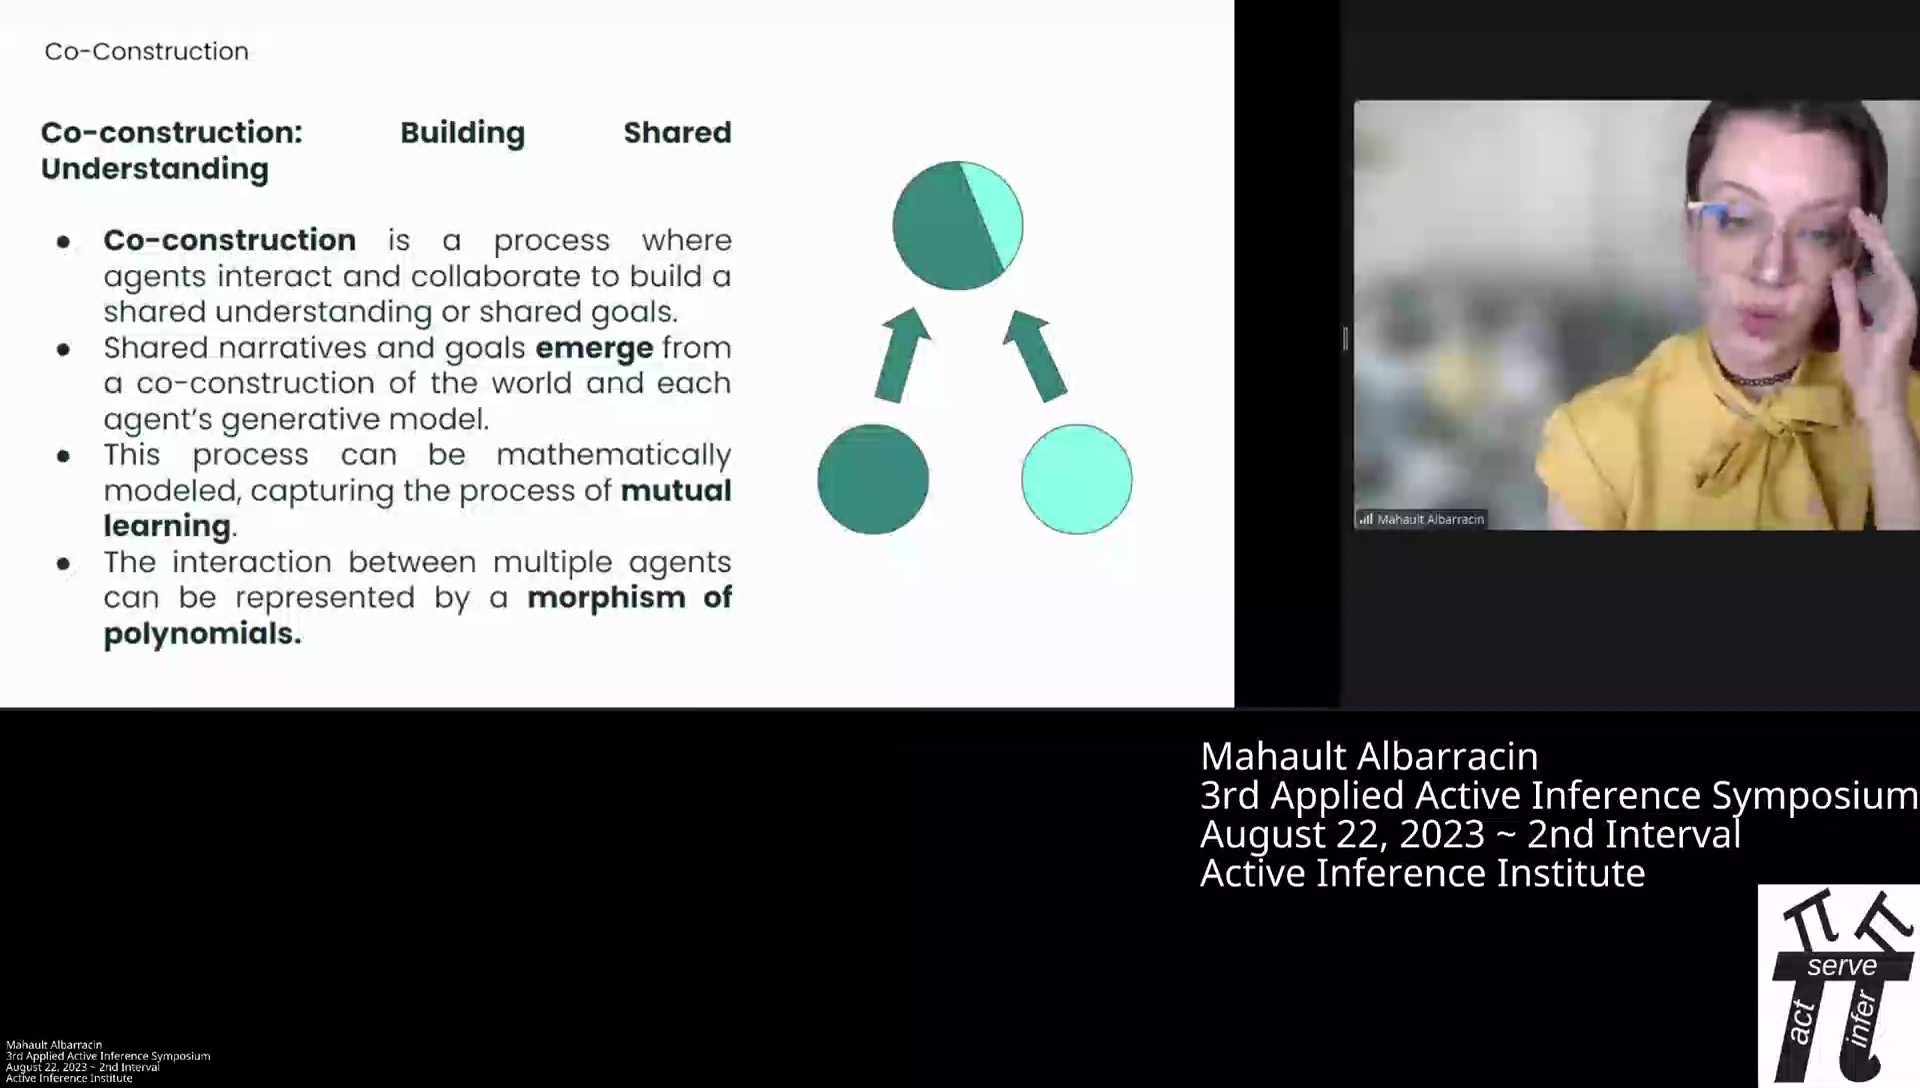 Co-Construction
Co-construction: Building Shared
Understanding
● Co-construction is a process where
agents interact and collaborate to build a
shared understanding or shared goals.
● Shared narratives and goals emerge from
a co-construction of the world and each
agent's generative model.
● This process can be mathematically
modeled, capturing the process of mutual
learning.
● The interaction between multiple agents
can be represented by a morphism of
polynomials.
Mahault Albarracin
Mahault Albarracin
3rd Applied Active Inference Symposium
August 22, 2023 ~ 2nd Interval
Active Inference Institute
serve
act
infer
Mahault Albarracin
3rd Applied Active Inference Symposium
August 22, 2023 ~ 2nd Interval
Active Inference Institute